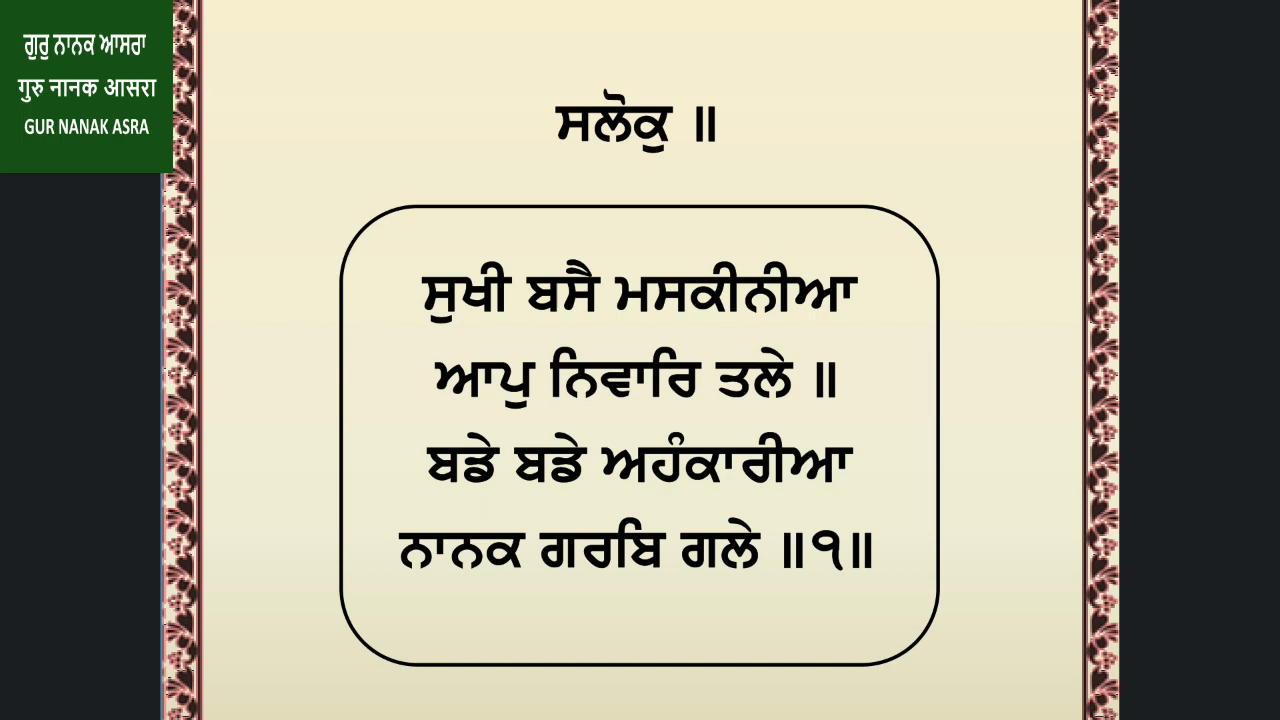 ਗੁਰੁ ਨਾਨਕ ਆਸਰਾ
गुरु नानक आसरा
GUR NANAK ASRA
ਸਲੋਕੁ ॥
ਸੁਖੀ ਬਸੈ ਮਸਕੀਨੀਆ
ਆਪੁ ਨਿਵਾਰਿ ਤਲੇ ॥
ਬਡੇ ਬਡੇ ਅਹੰਕਾਰੀਆ
ਨਾਨਕ ਗਰਬਿ ਗਲੇ ॥੧॥